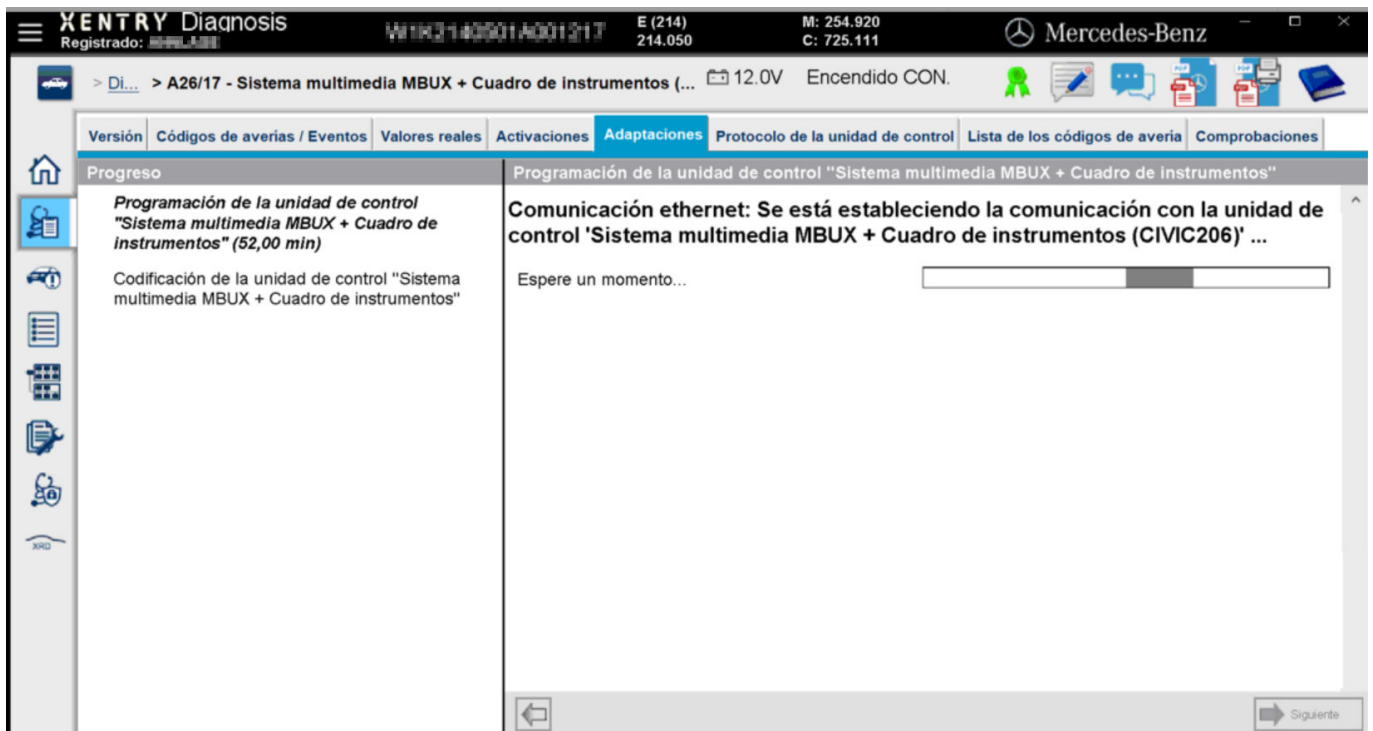 XENTRY Diagnosis
Registrado:
W1K2140501A001217
E (214)
214.050
M: 254.920
C: 725.111
Mercedes-Benz
> Di... > A26/17 - Sistema multimedia MBUX + Cuadro de instrumentos (...
12.0V
Encendido CON.
Versión
Códigos de averías / Eventos
Valores reales
Activaciones
Adaptaciones
Protocolo de la unidad de control
Lista de los códigos de avería
Comprobaciones
Progreso
Programación de la unidad de control
"Sistema multimedia MBUX + Cuadro de
instrumentos" (52,00 min)
Codificación de la unidad de control "Sistema
multimedia MBUX + Cuadro de instrumentos"
Programación de la unidad de control "Sistema multimedia MBUX + Cuadro de instrumentos"
Comunicación ethernet: Se está estableciendo la comunicación con la unidad de
control 'Sistema multimedia MBUX + Cuadro de instrumentos (CIVIC206)' ...
Espere un momento...
XRD
Siguiente